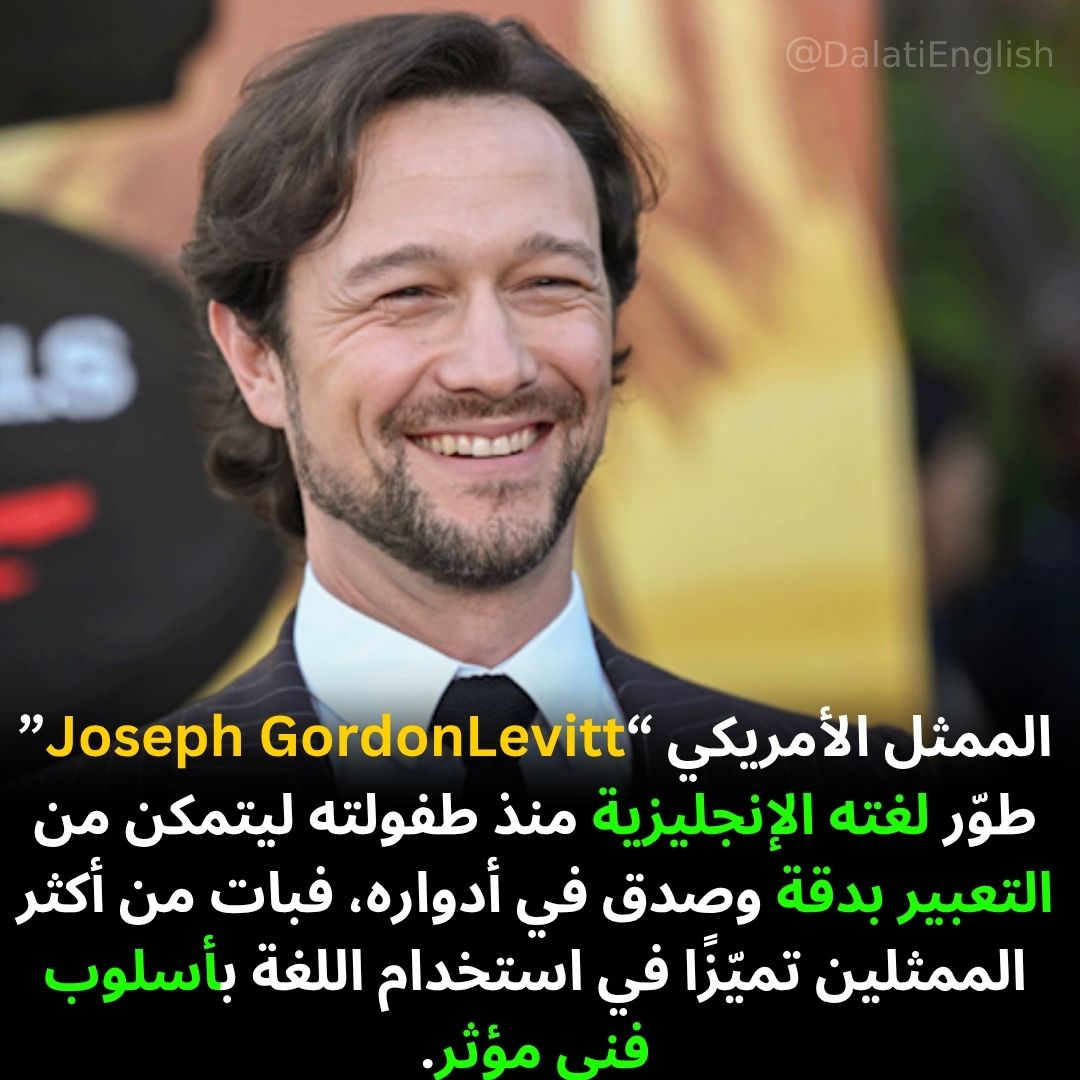 @DalatiEnglish
الممثل الأمريكي “Joseph GordonLevitt”
طوّر لغته الإنجليزية منذ طفولته ليتمكن من
التعبير بدقة وصدق في أدواره، فبات من أكثر
الممثلين تميّزًا في استخدام اللغة بأسلوب
فني مؤثر.